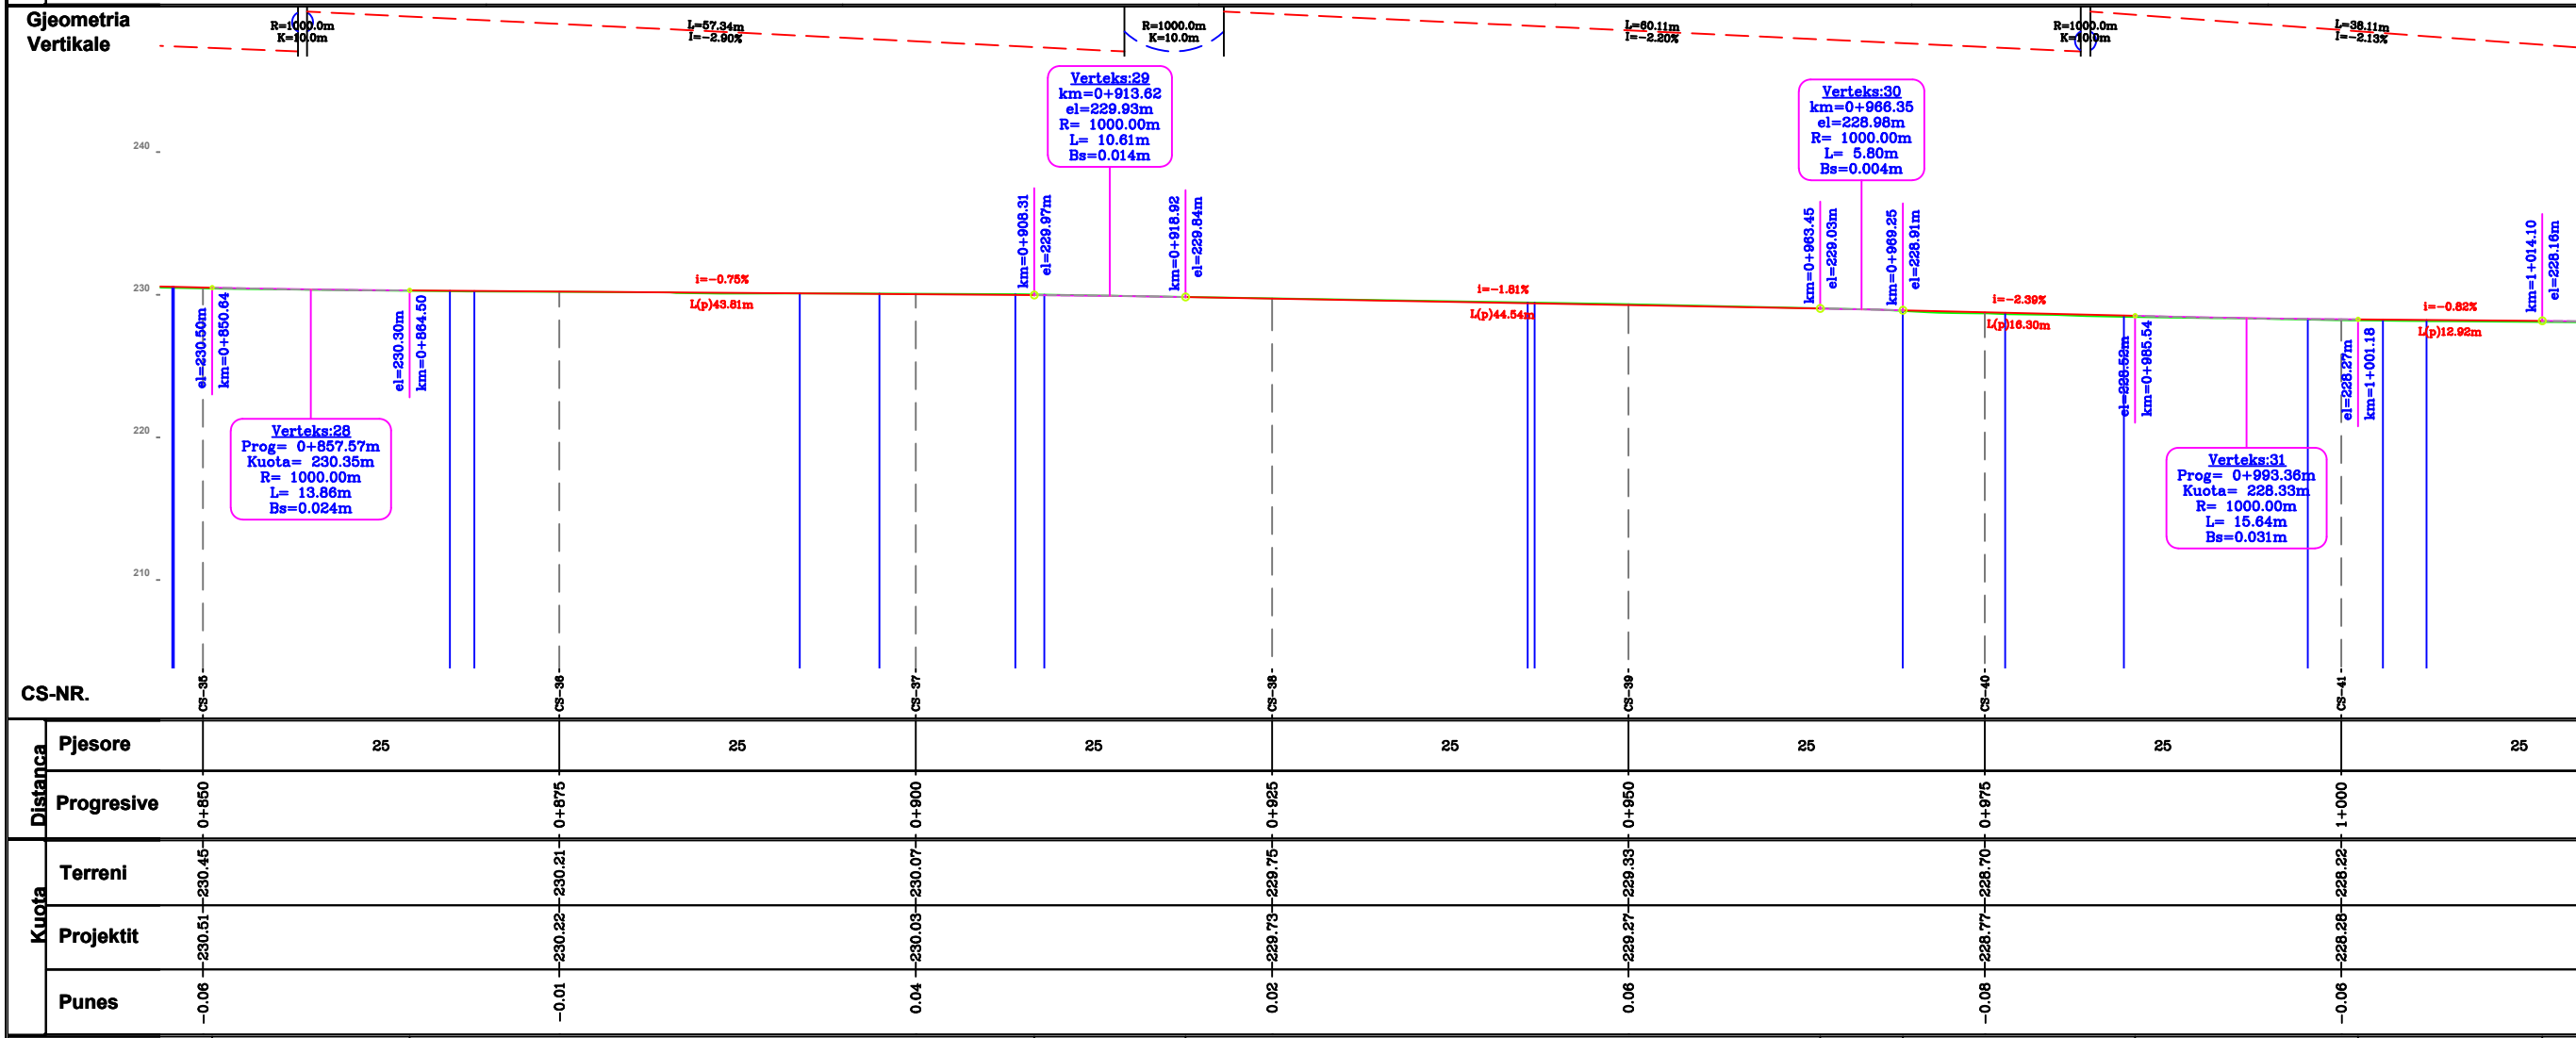 Gjeometria
Vertikale
R=1000.0m
K=10.0m
L=57.34m
I=-2.90%
R=1000.0m
K=10.0m
L=60.11m
I=-2.20%
R=1000.0m
K=10.0m
L=38.11m
I=-2.13%
Verteks:29
km=0+913.62
el=229.93m
R= 1000.00m
L= 10.61m
Bs=0.014m
Verteks:30
km=0+966.35
el=228.98m
R= 1000.00m
L= 5.80m
Bs=0.004m
240
230
220
210
km=0+908.31
el=229.97m
km=0+918.92
el=229.84m
km=0+963.45
el=229.03m
km=0+969.25
el=228.91m
km=1+014.10
el=228.16m
i=-0.75%
L(p)43.81m
i=-1.81%
L(p)44.54m
i=-2.39%
L(p)16.30m
i=-0.82%
L(p)12.92m
el=230.50m
km=0+850.64
el=230.30m
km=0+864.50
el=228.52m
km=0+985.54
el=228.27m
km=1+001.18
Verteks:28
Prog= 0+857.57m
Kuota= 230.35m
R= 1000.00m
L= 13.86m
Bs=0.024m
Verteks:31
Prog= 0+993.36m
Kuota= 228.33m
R= 1000.00m
L= 15.64m
Bs=0.031m
CS-NR.
CS-35
CS-36
CS-37
CS-38
CS-39
CS-40
CS-41
Distanca
Pjesore
25 25 25 25 25 25 25
Progresive
0+850
0+875
0+900
0+925
0+950
0+975
1+000
Kuota
Terreni
230.45
230.21
230.07
229.75
229.33
228.70
228.22
Projektit
230.51
230.22
230.03
229.73
229.27
228.77
228.28
Punes
-0.06
-0.01
0.04
0.02
0.06
-0.08
-0.06